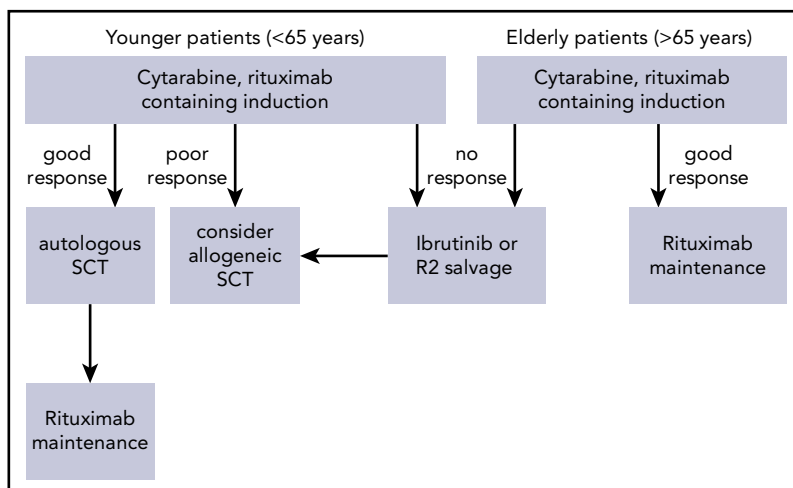 Younger patients (<65 years)
Elderly patients (>65 years)
Cytarabine, rituximab
containing induction
Cytarabine, rituximab
containing induction
good
response
poor
response
no
response
good
response
autologous
SCT
consider
allogeneic
SCT
Ibrutinib or
R2 salvage
Rituximab
maintenance
Rituximab
maintenance